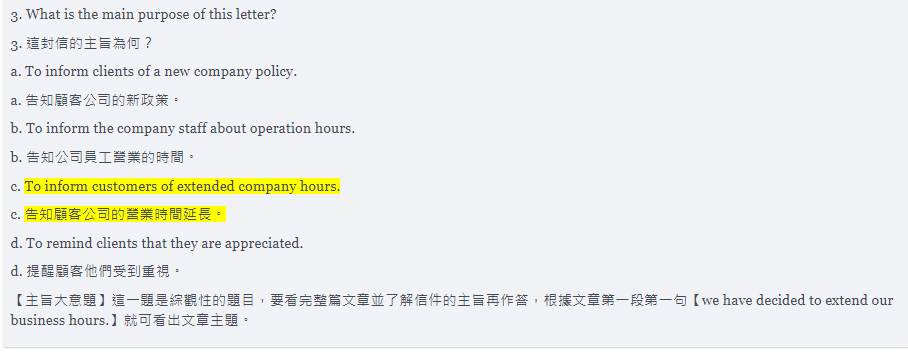 3. What is the main purpose of this letter?
3. 這封信的主旨為何？
a. To inform clients of a new company policy.
a. 告知顧客公司的新政策。
b. To inform the company staff about operation hours.
b. 告知公司員工營業的時間。
c. To inform customers of extended company hours.
c. 告知顧客公司的營業時間延長。
d. To remind clients that they are appreciated.
d. 提醒顧客他們受到重視。
【主旨大意題】這一題是綜觀性的題目，要看完整篇文章並了解信件的主旨再作答，根據文章第一段第一句【we have decided to extend our
business hours.】就可看出文章主題。